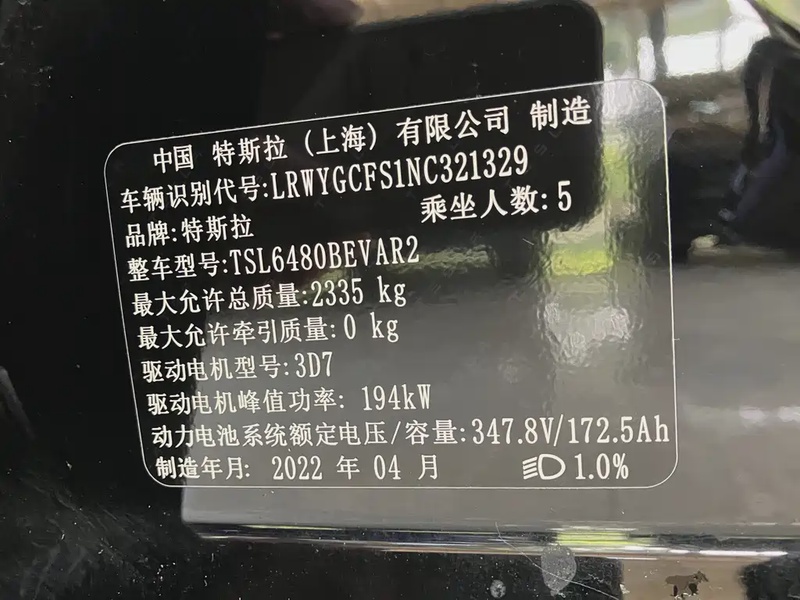 中国 特斯拉（上海）有限公司 制造
车辆识别代号:LRWYGCFS1NC321329
品牌:特斯拉 乘坐人数:5
整车型号:TSL6480BEVAR2
最大允许总质量:2335 kg
最大允许牵引质量:0 kg
驱动电机型号:3D7
驱动电机峰值功率: 194kW
动力电池系统额定电压/容量:347.8V/172.5Ah
制造年月: 2022 年 04 月 1.0%